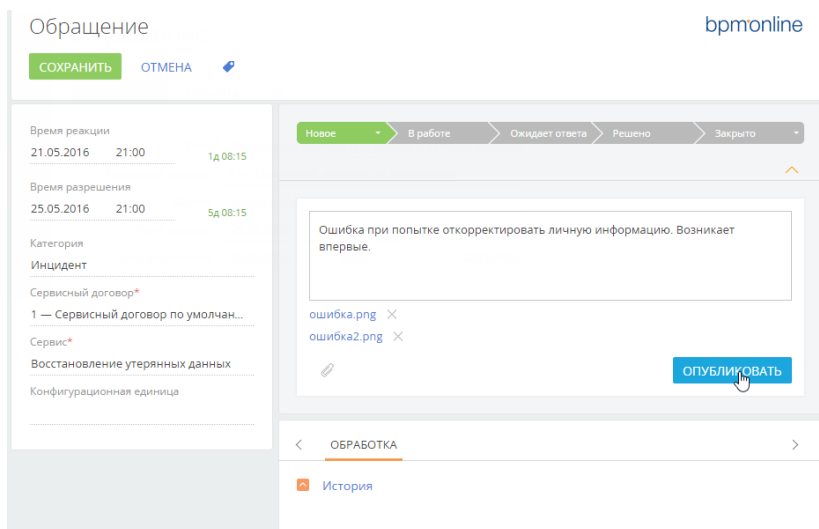 Обращение
bpm'online
СОХРАНИТЬ
ОТМЕНА
Время реакции
21.05.2016 21:00 1д 08:15
Время разрешения
25.05.2016 21:00 5д 08:15
Категория
Инцидент
Сервисный договор*
1 — Сервисный договор по умолчан...
Сервис*
Восстановление утерянных данных
Конфигурационная единица
Новое
В работе
Ожидает ответа
Решено
Закрыто
Ошибка при попытке откорректировать личную информацию. Возникает
впервые.
ошибка.png
ошибка2.png
ОПУБЛИКОВАТЬ
ОБРАБОТКА
История